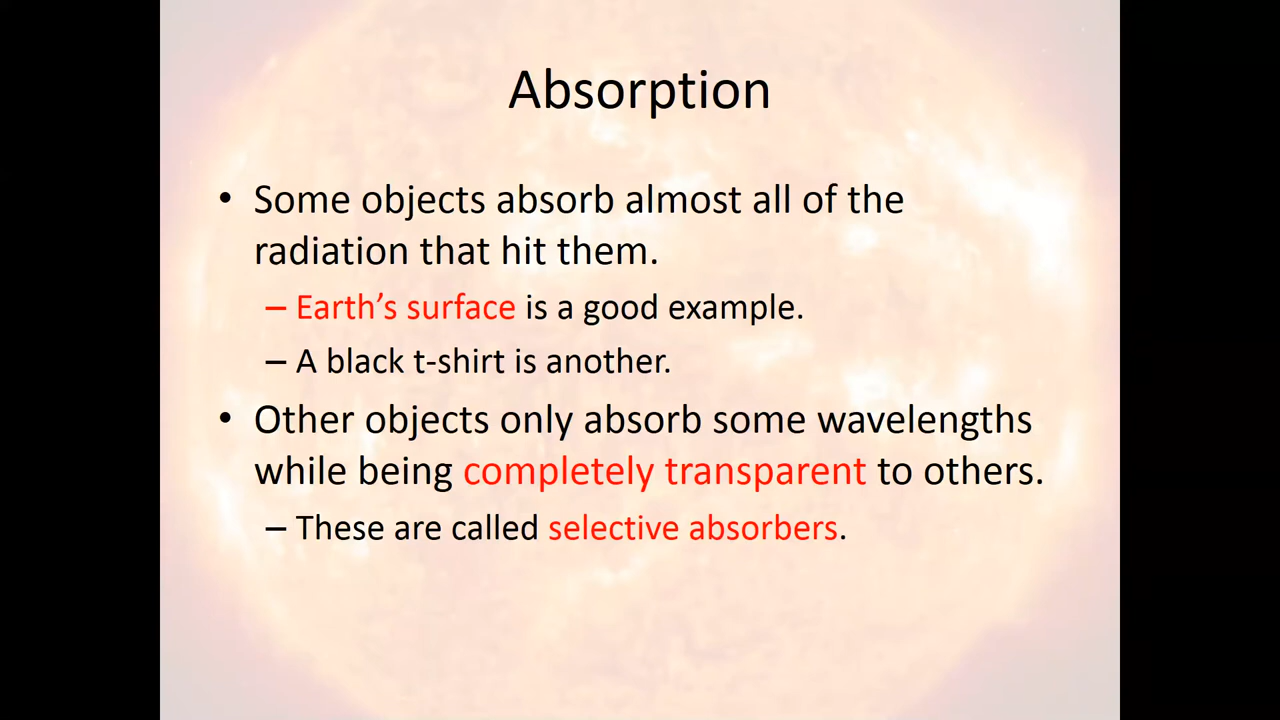 Absorption
• Some objects absorb almost all of the
radiation that hit them.
– Earth’s surface is a good example.
– A black t-shirt is another.
• Other objects only absorb some wavelengths
while being completely transparent to others.
– These are called selective absorbers.